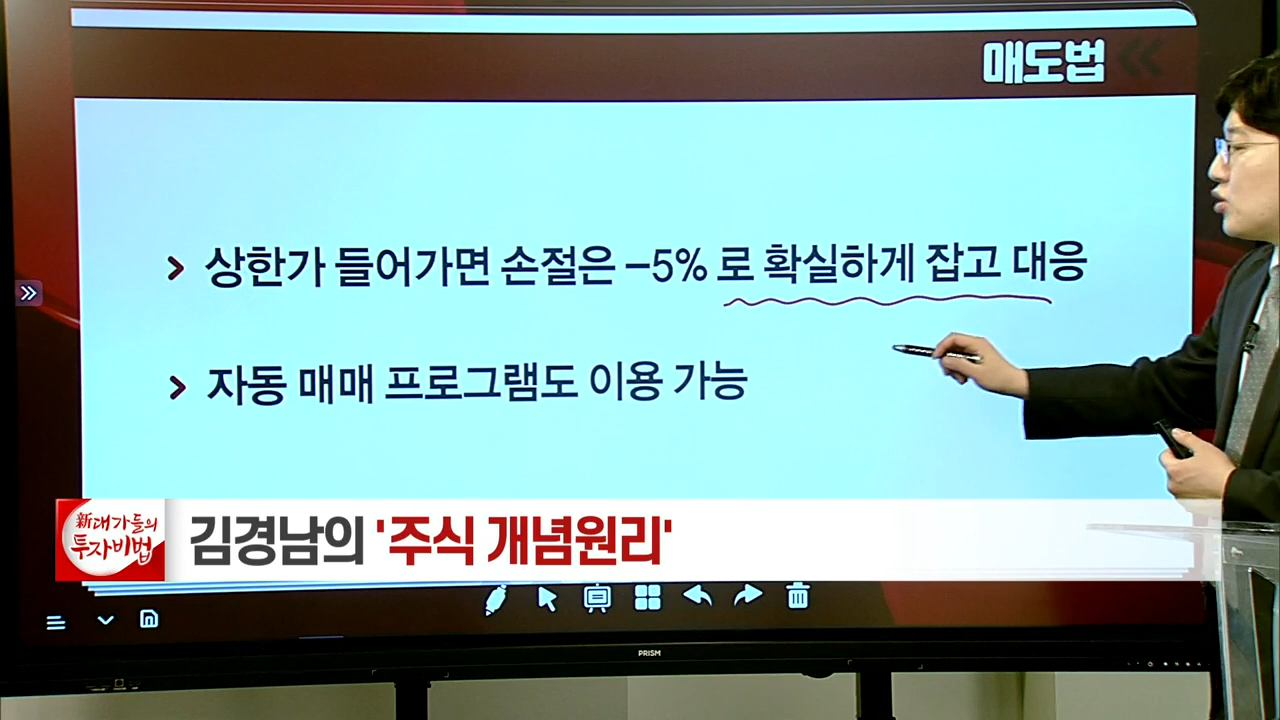 매도법
상한가 들어가면 손절은 -5% 로 확실하게 잡고 대응
자동 매매 프로그램도 이용 가능
新대가들의
투자비법
김경남의 '주식 개념원리'
PRISM